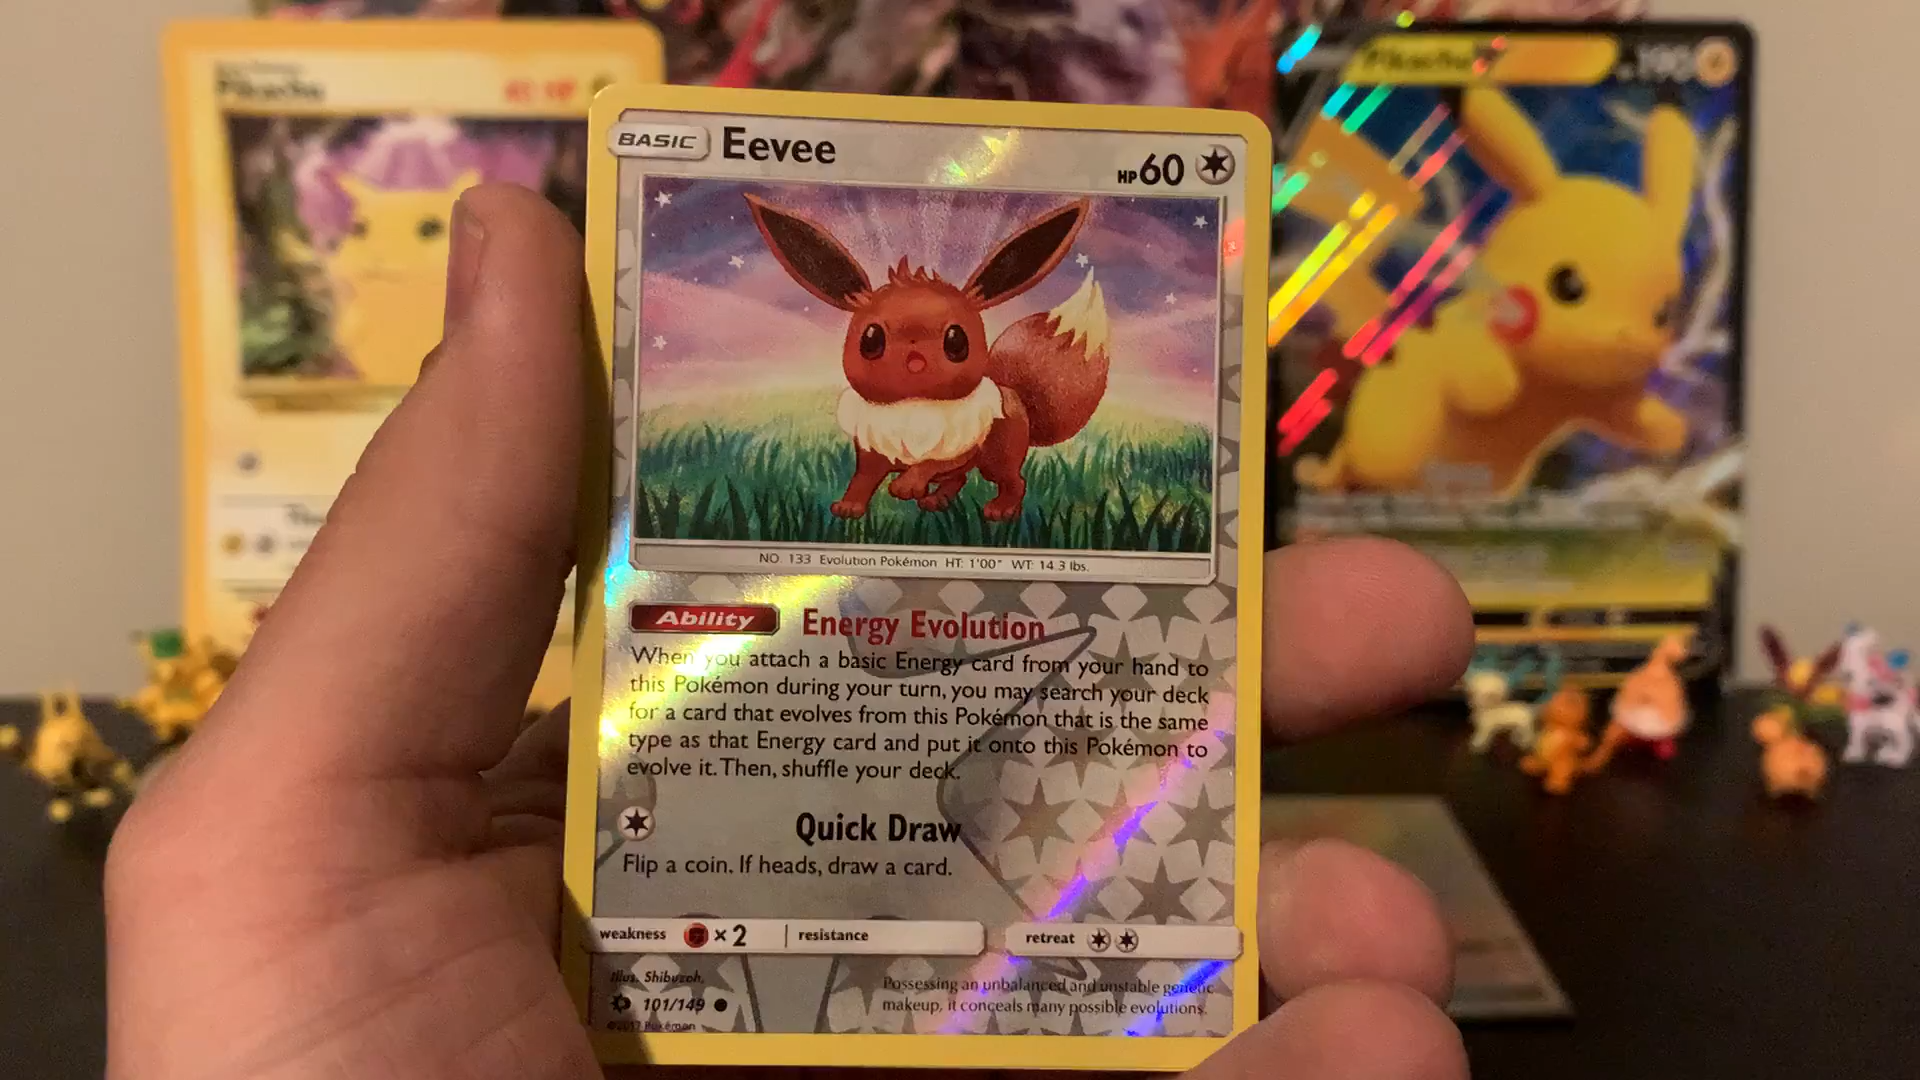 Pikachu
Pikachu
190
BASIC
Eevee
HP60
NO. 133 Evolution Pokémon HT: 1'00" WT: 14.3 lbs.
Ability Energy Evolution
When you attach a basic Energy card from your hand to
this Pokémon during your turn, you may search your deck
for a card that evolves from this Pokémon that is the same
type as that Energy card and put it onto this Pokémon to
evolve it. Then, shuffle your deck.
Quick Draw
Flip a coin. If heads, draw a card.
weakness ×2 resistance retreat
Illus. Shibuzoh.
101/149
©2017 Pokémon
Possessing an unbalanced and unstable genetic
makeup, it conceals many possible evolutions.